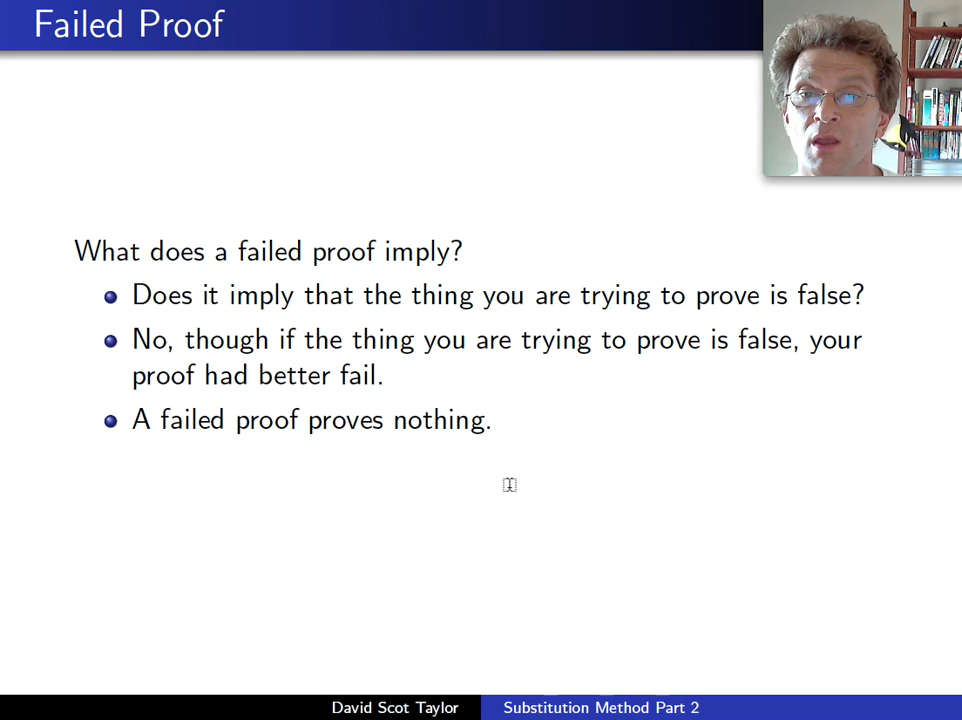 Failed Proof
What does a failed proof imply?
Does it imply that the thing you are trying to prove is false?
No, though if the thing you are trying to prove is false, your
proof had better fail.
A failed proof proves nothing.
David Scot Taylor
Substitution Method Part 2